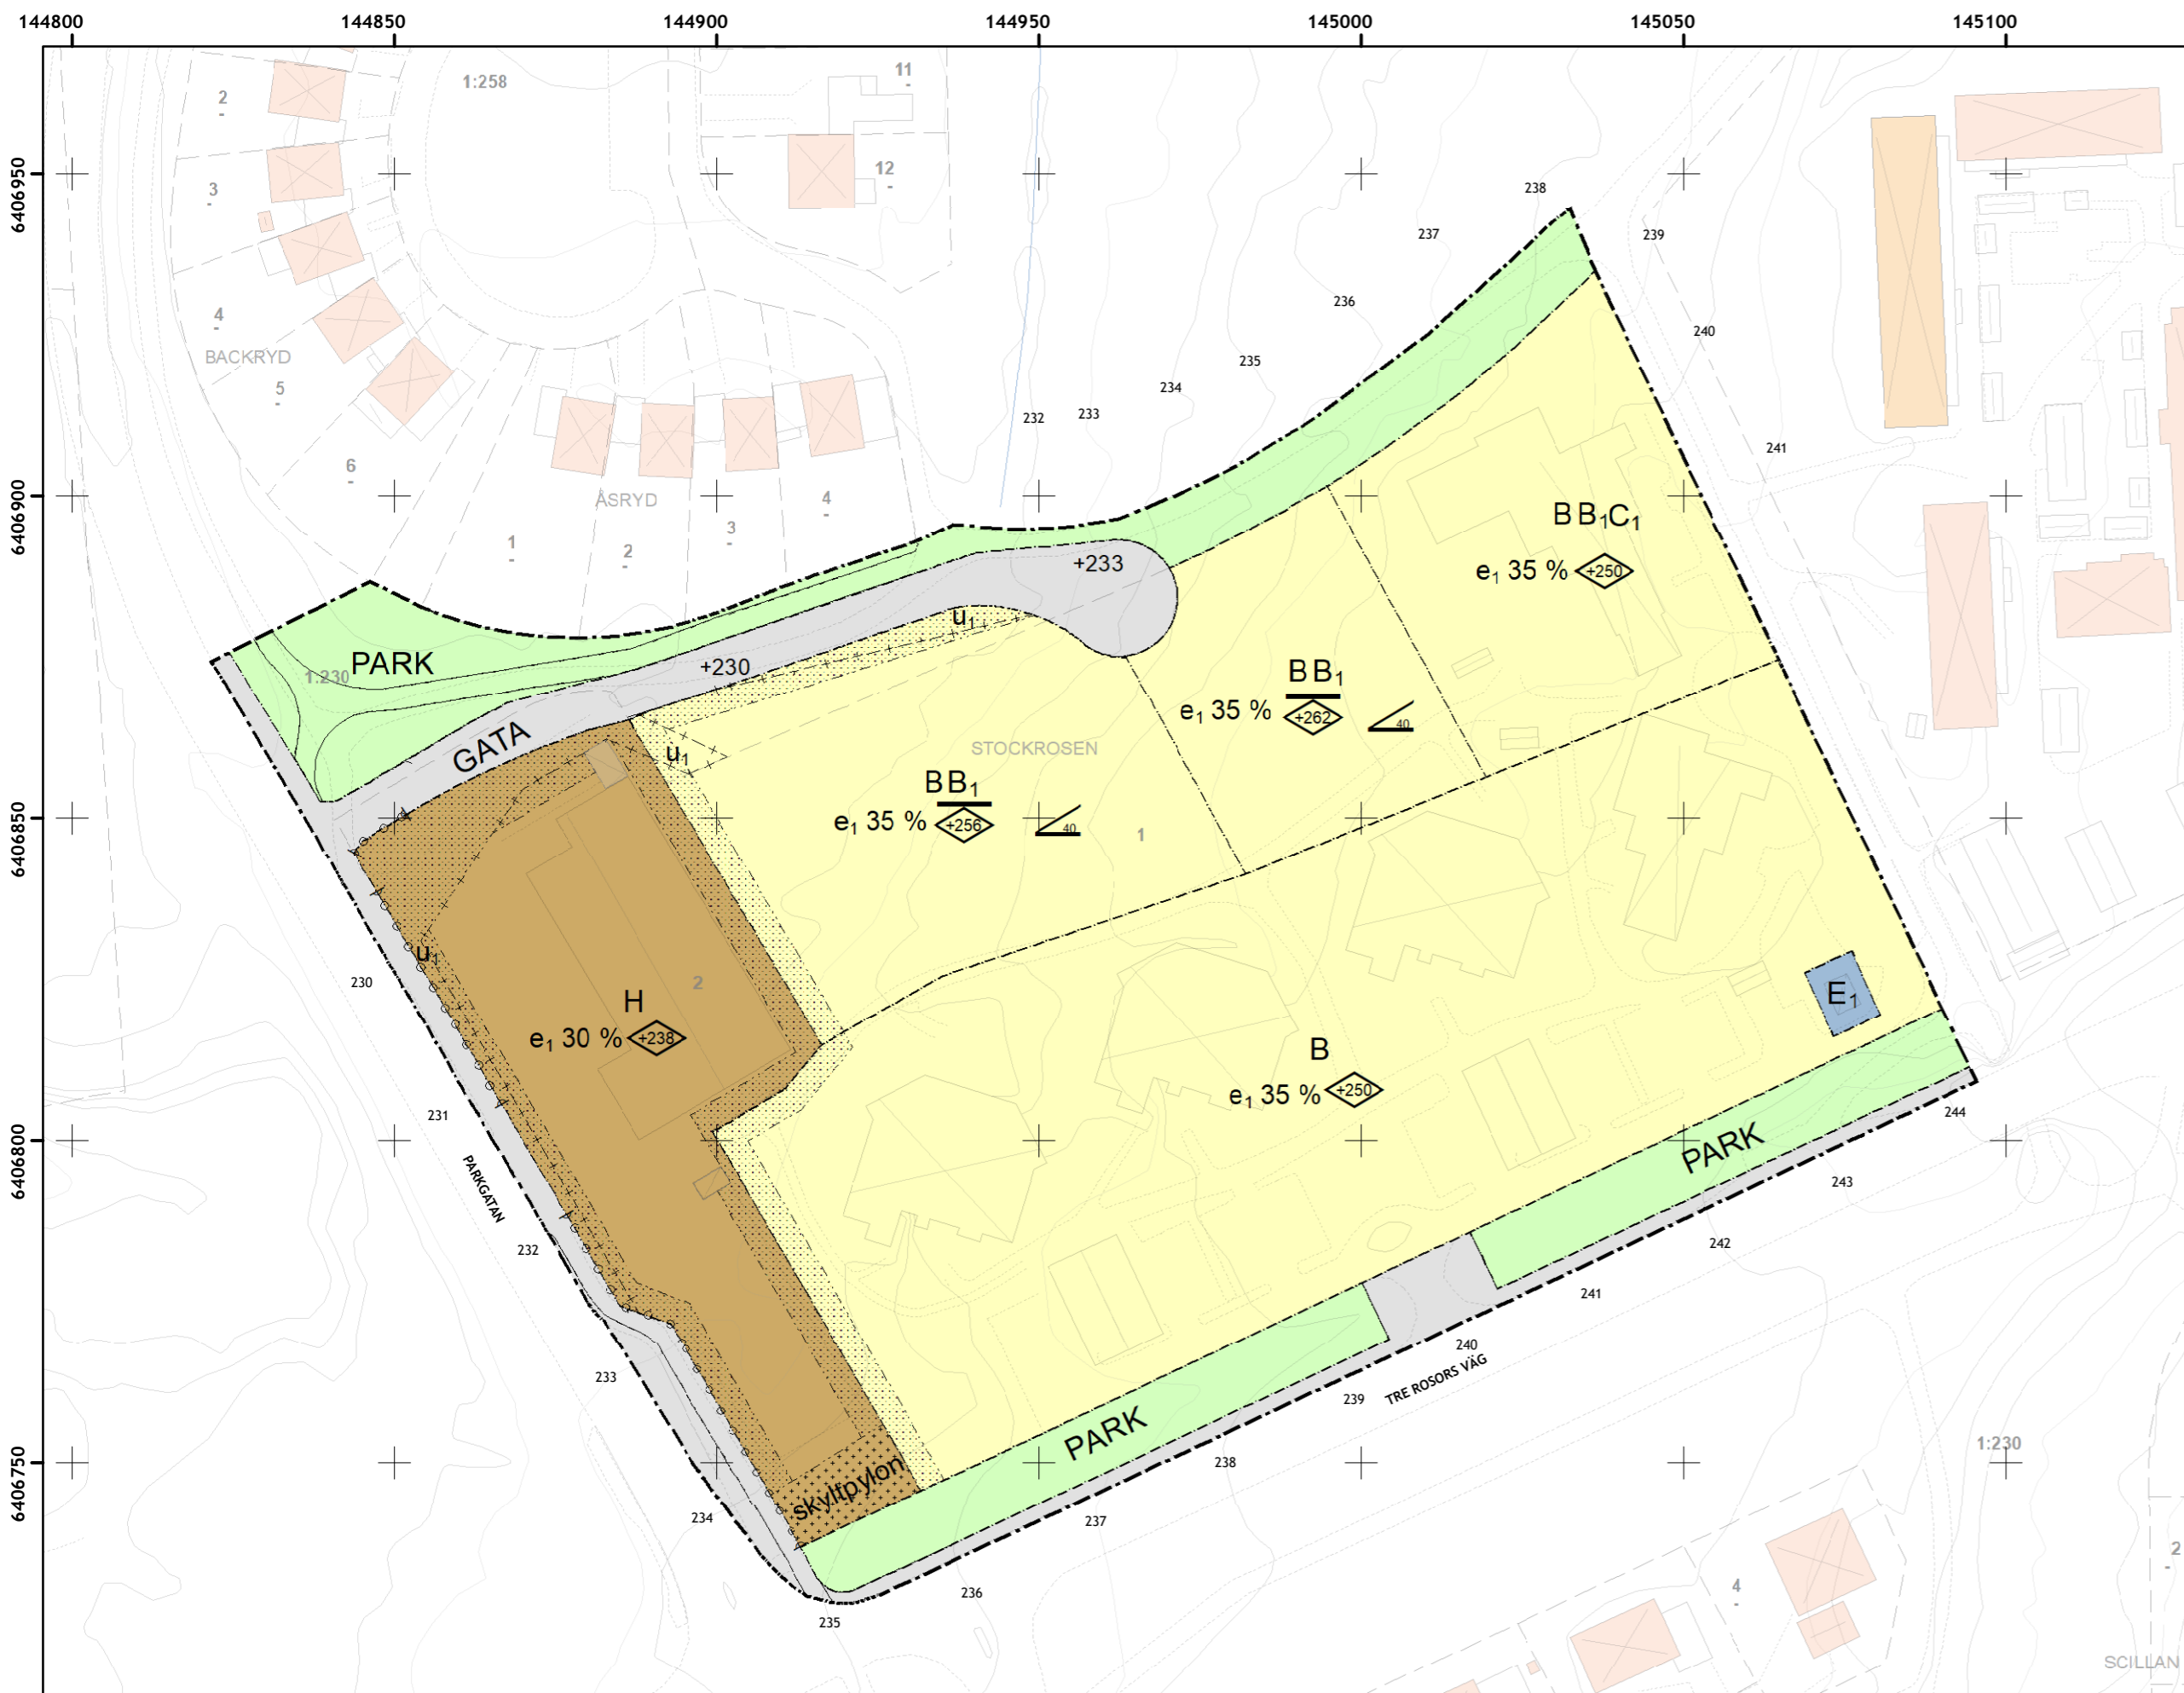 144800 144850 144900 144950 145000 145050 145100
6406950
6406900
6406850
6406800
6406750
1:258
11
-
2
-
12
-
3
-
238
237
239
4
-
236
240
BACKRYD
5
-
235
234
232
233
241
6
-
ÅSRYD
4
-
3
-
1
-
2
-
BB₁C₁
e₁ 35 % +250
+233
u₁
PARK
1:230
+230
BB₁
e₁ 35 % +262
40
GATA
u₁
STOCKROSEN
BB₁
e₁ 35 % +256
40
1
u₁
230
2
H
e₁ 30 % +238
E₁
B
e₁ 35 % +250
231
244
PARK
PARKGATAN
243
232
242
241
240
233
TRE ROSORS VÄG
239
PARK
1:230
238
skyltpylon
234
237
236
235
4
-
2
-
SCILLAN